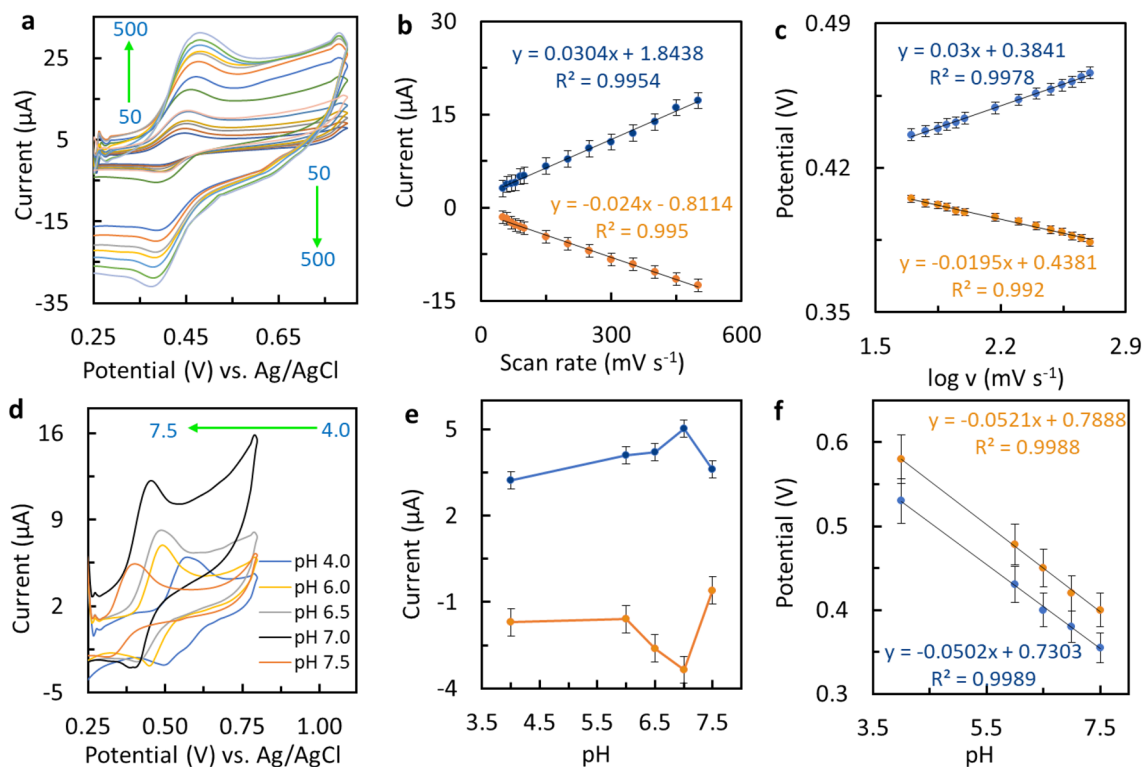 a
500
50
50
500
25
15
5
-5
-15
-35
0.25
0.45
0.65
Current (µA)
Potential (V) vs. Ag/AgCl
b
y = 0.0304x + 1.8438
R² = 0.9954
y = -0.024x - 0.8114
R² = 0.995
30
15
0
-15
0
300
600
Current (µA)
Scan rate (mV s⁻¹)
c
y = 0.03x + 0.3841
R² = 0.9978
y = -0.0195x + 0.4381
R² = 0.992
0.49
0.42
0.35
1.5
2.2
2.9
Potential (V)
log v (mV s⁻¹)
d
7.5
4.0
16
9
2
-5
0.25
0.50
0.75
1.00
pH 4.0
pH 6.0
pH 6.5
pH 7.0
pH 7.5
Current (µA)
Potential (V) vs. Ag/AgCl
e
5
2
-1
-4
3.5
4.5
5.5
6.5
7.5
Current (µA)
pH
f
y = -0.0521x + 0.7888
R² = 0.9988
y = -0.0502x + 0.7303
R² = 0.9989
0.6
0.5
0.4
0.3
3.5
5.5
7.5
Potential (V)
pH